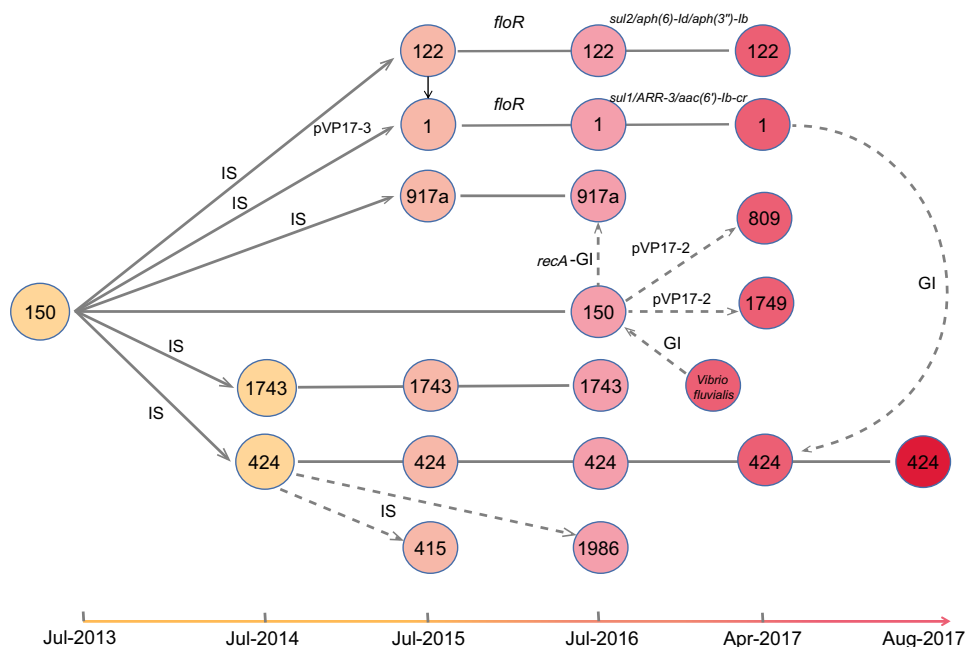 floR
sul2/aph(6)-Id/aph(3")-Ib
122
122
122
IS
pVP17-3
floR
sul1/ARR-3/aac(6')-Ib-cr
1
1
1
IS
IS
917a
917a
809
recA-GI
pVP17-2
GI
150
150
pVP17-2
1749
IS
GI
1743
1743
1743
Vibrio
fluvialis
IS
424
424
424
424
424
IS
415
1986
Jul-2013
Jul-2014
Jul-2015
Jul-2016
Apr-2017
Aug-2017